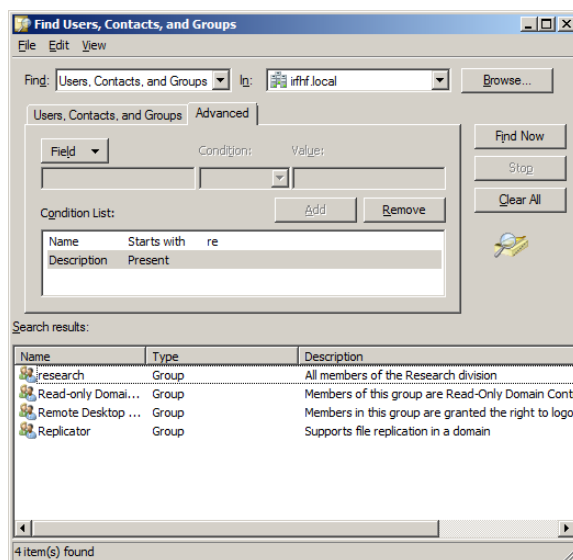 Find Users, Contacts, and Groups
File Edit View
Find: Users, Contacts, and Groups In: irfhf.local Browse...
Users, Contacts, and Groups Advanced
Find Now
Field Condition: Value:
Stop
Clear All
Condition List: Add Remove
Name Starts with re
Description Present
Search results:
Name Type Description
research Group All members of the Research division
Read-only Domai... Group Members of this group are Read-Only Domain Cont
Remote Desktop ... Group Members in this group are granted the right to logo
Replicator Group Supports file replication in a domain
4 item(s) found